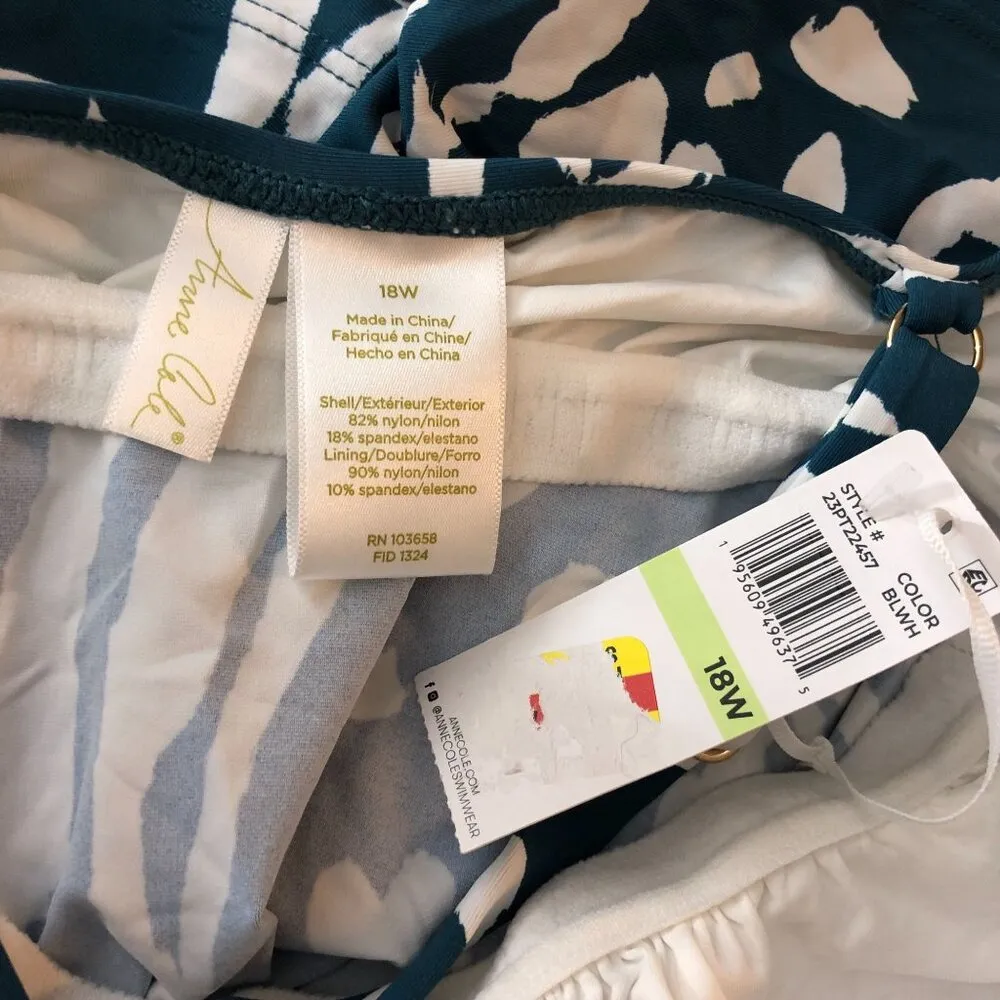 Anne Cole®
18W
Made in China/
Fabriqué en Chine/
Hecho en China
Shell/Extérieur/Exterior
82% nylon/nilon
18% spandex/elestano
Lining/Doublure/Forro
90% nylon/nilon
10% spandex/elestano
RN 103658
FID 1324
STYLE #
23PT22457
COLOR
BLWH
1 95609 49637 5
18W
ANNECOLE.COM
@ANNECOLESWIMWEAR